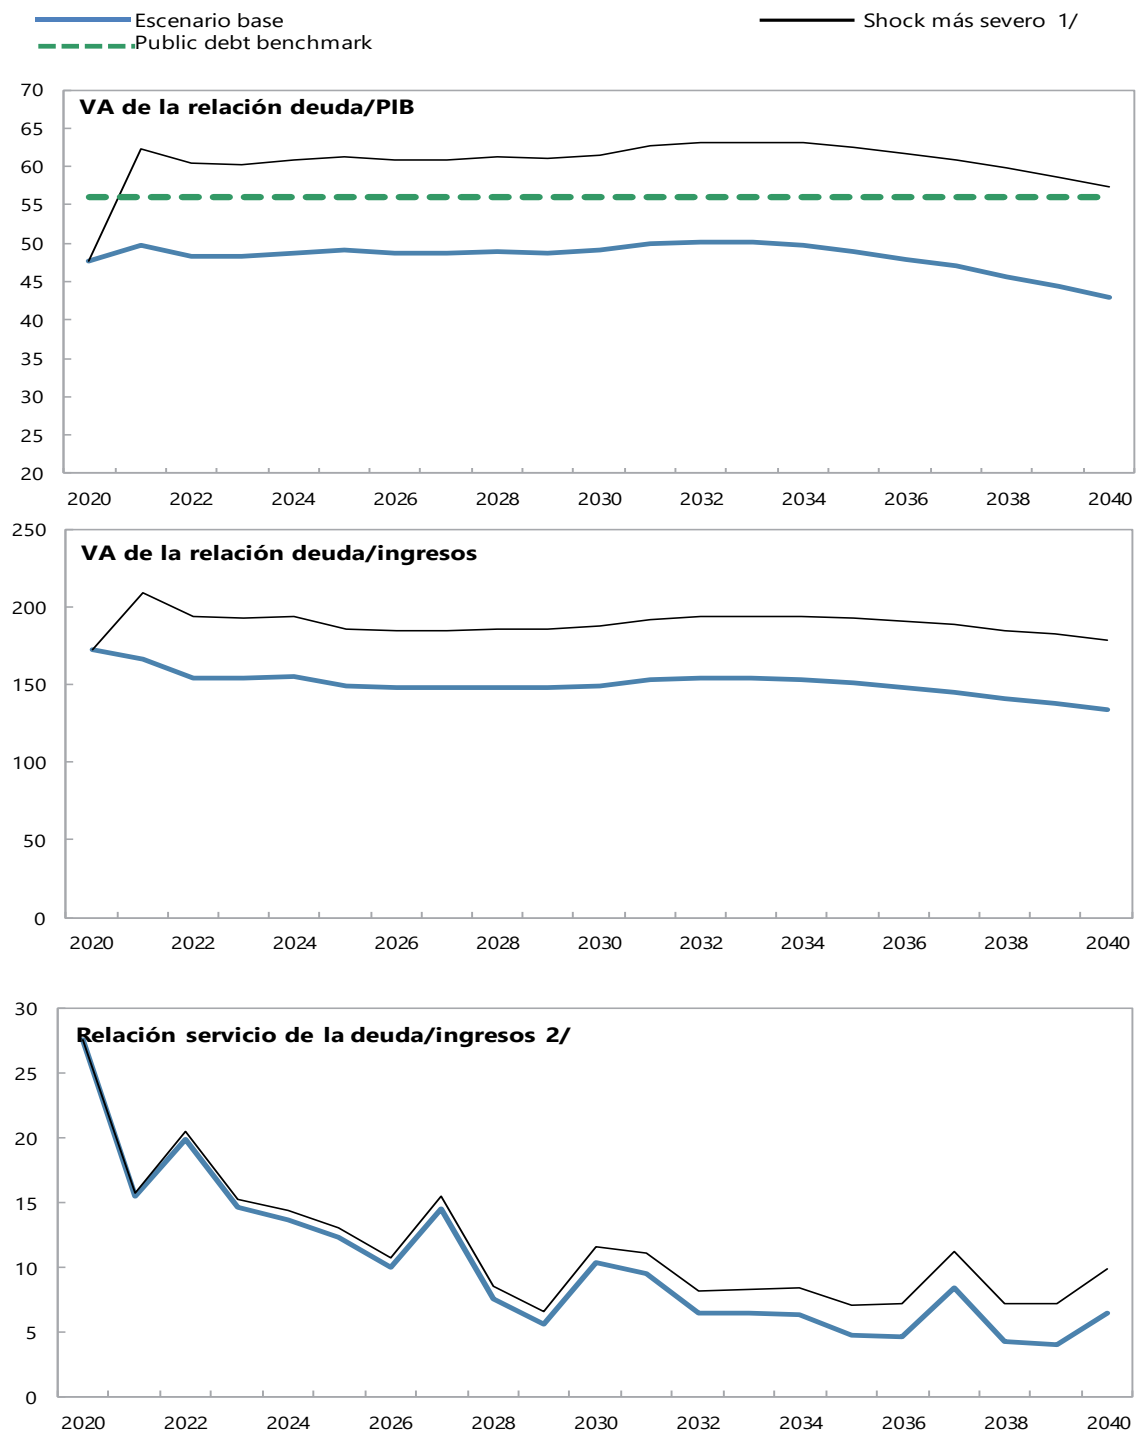 Escenario base
Shock más severo 1/
Public debt benchmark
VA de la relación deuda/PIB
70
65
60
55
50
45
40
35
30
25
20
2020 2022 2024 2026 2028 2030 2032 2034 2036 2038 2040
VA de la relación deuda/ingresos
250
200
150
100
50
0
2020 2022 2024 2026 2028 2030 2032 2034 2036 2038 2040
Relación servicio de la deuda/ingresos 2/
30
25
20
15
10
5
0
2020 2022 2024 2026 2028 2030 2032 2034 2036 2038 2040